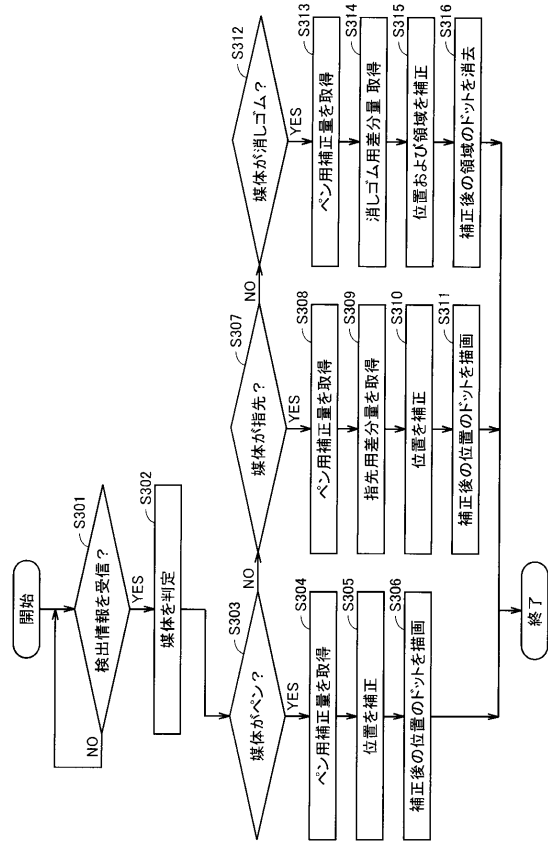 開始
S301
検出情報を受信？
NO
YES
S302
媒体を判定
S303
媒体がペン？
NO
YES
S304
ペン用補正量を取得
S305
位置を補正
S306
補正後の位置のドットを描画
S307
媒体が指先？
NO
YES
S308
ペン用補正量を取得
S309
指先用差分量を取得
S310
位置を補正
S311
補正後の位置のドットを描画
S312
媒体が消しゴム？
YES
S313
ペン用補正量を取得
S314
消しゴム用差分量 取得
S315
位置および領域を補正
S316
補正後の領域のドットを消去
終了